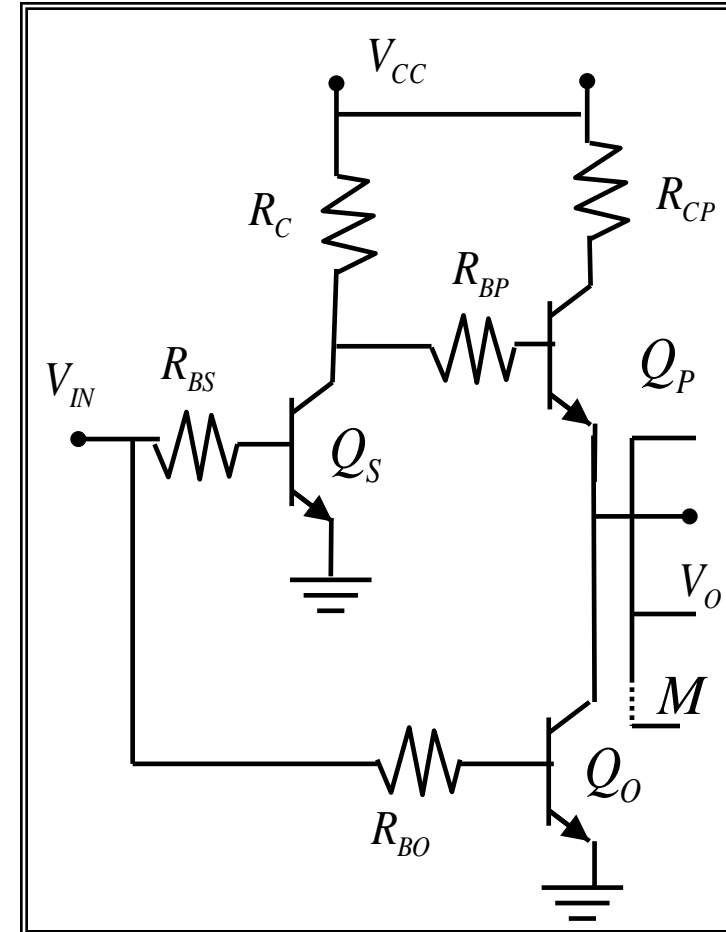 V_CC
R_C
R_CP
R_BP
V_IN
R_BS
Q_P
Q_S
V_O
M
Q_O
R_BO